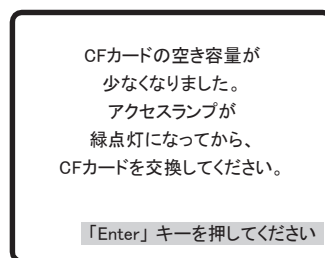 CFカードの空き容量が
少なくなりました。
アクセスランプが
緑点灯になってから、
CFカードを交換してください。
「Enter」キーを押してください